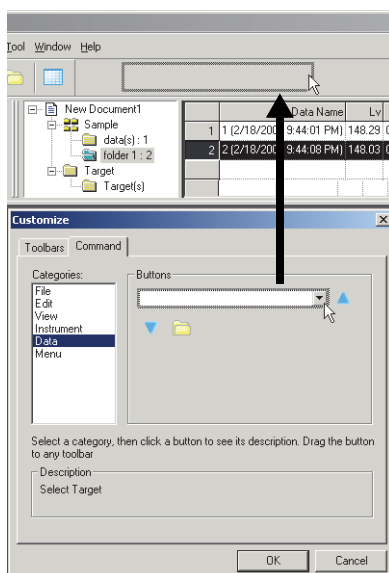 Tool Window Help
New Document1
Sample
data(s) : 1
folder 1 : 2
Target
Target(s)
Data Name Lv
1 1 (2/18/200 9:44:01 PM) 148.29
2 2 (2/18/200 9:44:08 PM) 148.03
Customize
Toolbars Command
Categories:
Buttons
File
Edit
View
Instrument
Data
Menu
Select a category, then click a button to see its description. Drag the button
to any toolbar
Description
Select Target
OK Cancel